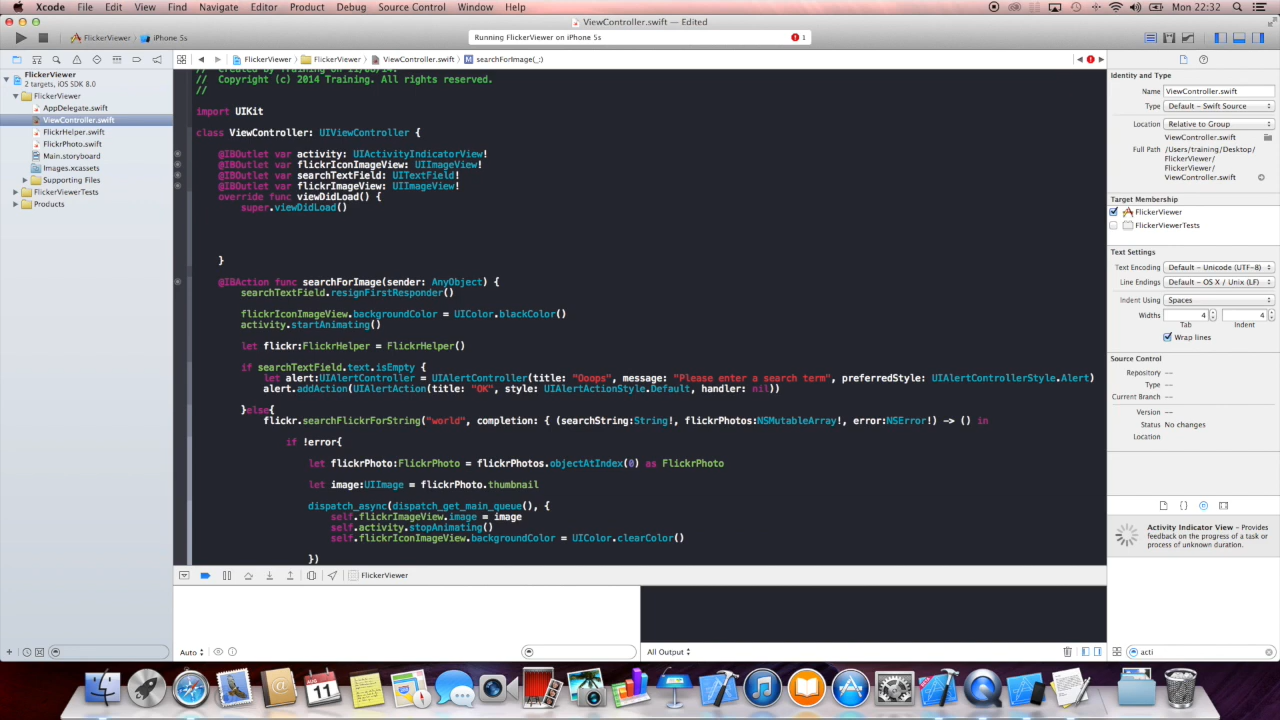 Xcode File Edit View Find Navigate Editor Product Debug Source Control Window Help Mon 22:32
ViewController.swift — Edited
FlickerViewer iPhone 5s Running FlickerViewer on iPhone 5s 1
FlickerViewer FlickerViewer ViewController.swift searchForImage(_:)
FlickerViewer
2 targets, iOS SDK 8.0
FlickerViewer
AppDelegate.swift
ViewController.swift
FlickrHelper.swift
FlickrPhoto.swift
Main.storyboard
Images.xcassets
Supporting Files
FlickerViewerTests
Products
// Copyright (c) 2014 Training. All rights reserved.
//
import UIKit
class ViewController: UIViewController {
@IBOutlet var activity: UIActivityIndicatorView!
@IBOutlet var flickrIconImageView: UIImageView!
@IBOutlet var searchTextField: UITextField!
@IBOutlet var flickrImageView: UIImageView!
override func viewDidLoad() {
super.viewDidLoad()
}
@IBAction func searchForImage(sender: AnyObject) {
searchTextField.resignFirstResponder()
flickrIconImageView.backgroundColor = UIColor.blackColor()
activity.startAnimating()
let flickr:FlickrHelper = FlickrHelper()
if searchTextField.text.isEmpty {
let alert:UIAlertController = UIAlertController(title: "Ooops", message: "Please enter a search term", preferredStyle: UIAlertControllerStyle.Alert)
alert.addAction(UIAlertAction(title: "OK", style: UIAlertActionStyle.Default, handler: nil))
}else{
flickr.searchFlickrForString("world", completion: { (searchString:String!, flickrPhotos:NSMutableArray!, error:NSError!) -> () in
if !error{
let flickrPhoto:FlickrPhoto = flickrPhotos.objectAtIndex(0) as FlickrPhoto
let image:UIImage = flickrPhoto.thumbnail
dispatch_async(dispatch_get_main_queue(), {
self.flickrImageView.image = image
self.activity.stopAnimating()
self.flickrIconImageView.backgroundColor = UIColor.clearColor()
})
FlickerViewer
Auto
All Output
Identity and Type
Name ViewController.swift
Type Default - Swift Source
Location Relative to Group
ViewController.swift
Full Path /Users/training/Desktop/
FlickerViewer/
FlickerViewer/
ViewController.swift
Target Membership
FlickerViewer
FlickerViewerTests
Text Settings
Text Encoding Default - Unicode (UTF-8)
Line Endings Default - OS X / Unix (LF)
Indent Using Spaces
Widths 4 4
Tab Indent
Wrap lines
Source Control
Repository --
Type --
Current Branch --
Version --
Status No changes
Location
Activity Indicator View - Provides
feedback on the progress of a task or
process of unknown duration.
acti
AUG
11